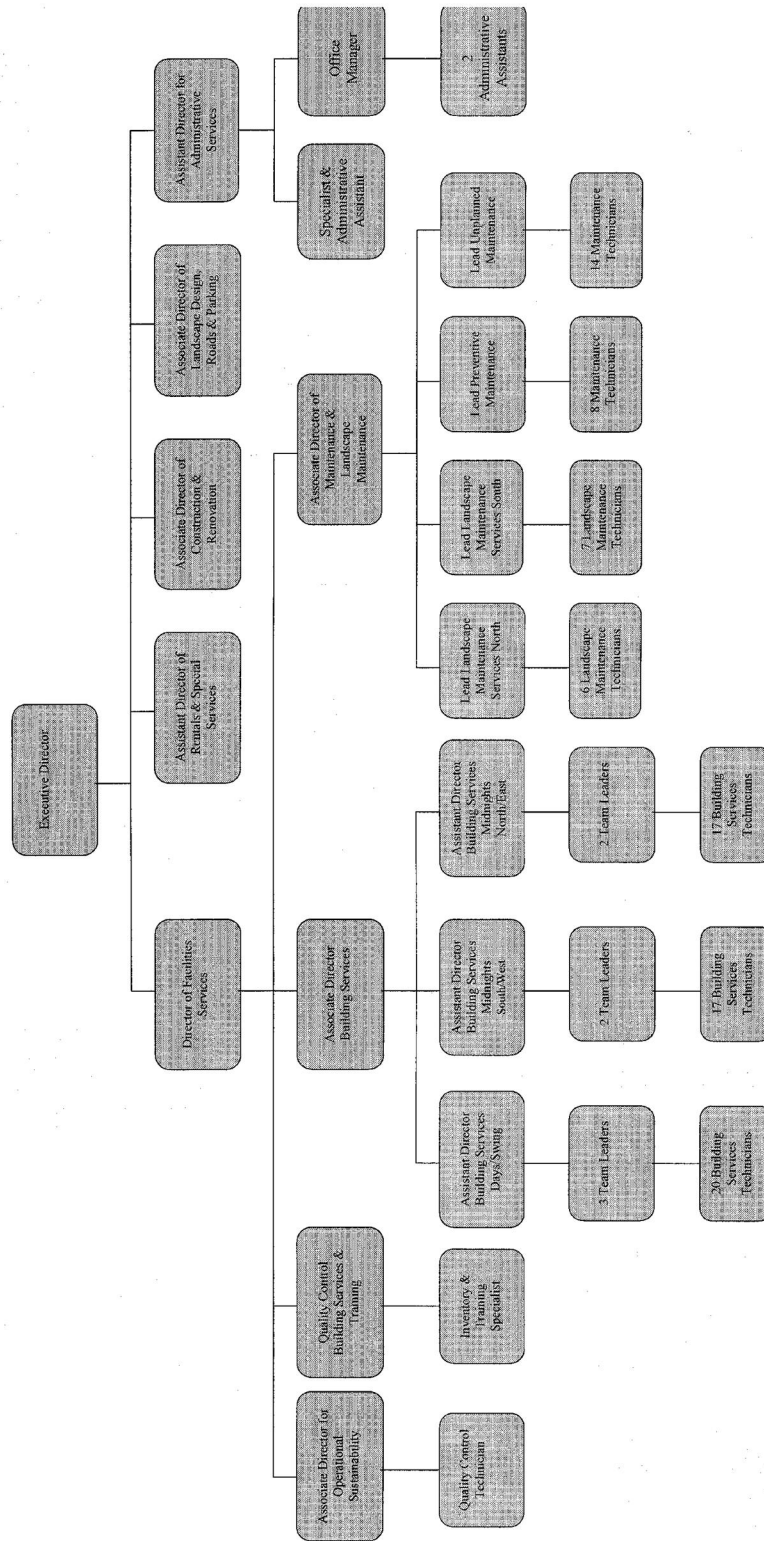 Executive Director
Director of Facilities
Services
Assistant Director of
Rentals & Special
Services
Associate Director of
Construction &
Renovation
Associate Director of
Landscape Design,
Roads & Parking
Assistant Director for
Administrative
Services
Associate Director for
Operational
Sustainability
Quality Control
Building Services &
Training
Associate Director
Building Services
Associate Director of
Maintenance &
Landscape
Maintenance
Specialist &
Administrative
Assistant
Office
Manager
Quality Control
Technician
Inventory &
Training
Specialist
Assistant Director
Building Services
Days/Swing
Assistant Director
Building Services
Midnights
South/West
Assistant Director
Building Services
Midnights
North/East
Lead Landscape
Maintenance
Services North
Lead Landscape
Maintenance
Services South
Lead Preventive
Maintenance
Lead Unplanned
Maintenance
2
Administrative
Assistants
3 Team Leaders
2 Team Leaders
2 Team Leaders
6 Landscape
Maintenance
Technicians
7 Landscape
Maintenance
Technicians
8 Maintenance
Technicians
14 Maintenance
Technicians
20 Building
Services
Technicians
17 Building
Services
Technicians
17 Building
Services
Technicians